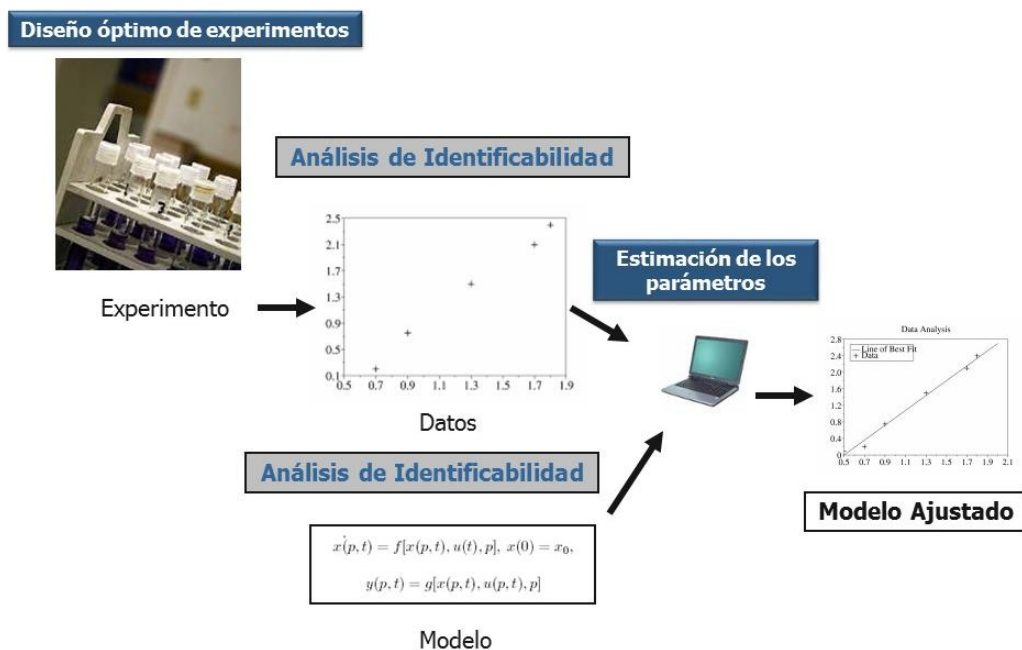 Diseño óptimo de experimentos
3
Análisis de Identificabilidad
2.5
2.1
1.7
1.3
0.9
0.5
0.1
0.5 0.7 0.9 1.1 1.3 1.5 1.7 1.9
Experimento
Datos
Estimación de los
parámetros
Análisis de Identificabilidad
ẋ(p, t) = f[x(p, t), u(t), p], x(0) = x₀,
y(p, t) = g[x(p, t), u(p, t), p]
Modelo
Data Analysis
Line of Best Fit
Data
2.8
2.4
2.0
1.6
1.2
0.8
0.4
0
0.5 0.7 0.9 1.1 1.3 1.5 1.7 1.9 2.1
Modelo Ajustado